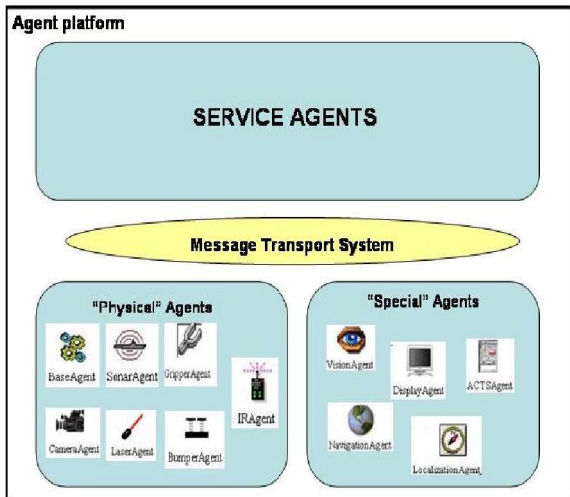 Agent platform
SERVICE AGENTS
Message Transport System
"Physical" Agents
BaseAgent
SonarAgent
GripperAgent
IRAgent
CameraAgent
LaserAgent
BumperAgent
"Special" Agents
VisionAgent
DisplayAgent
ACTSAgent
NavigationAgent
LocalizationAgent